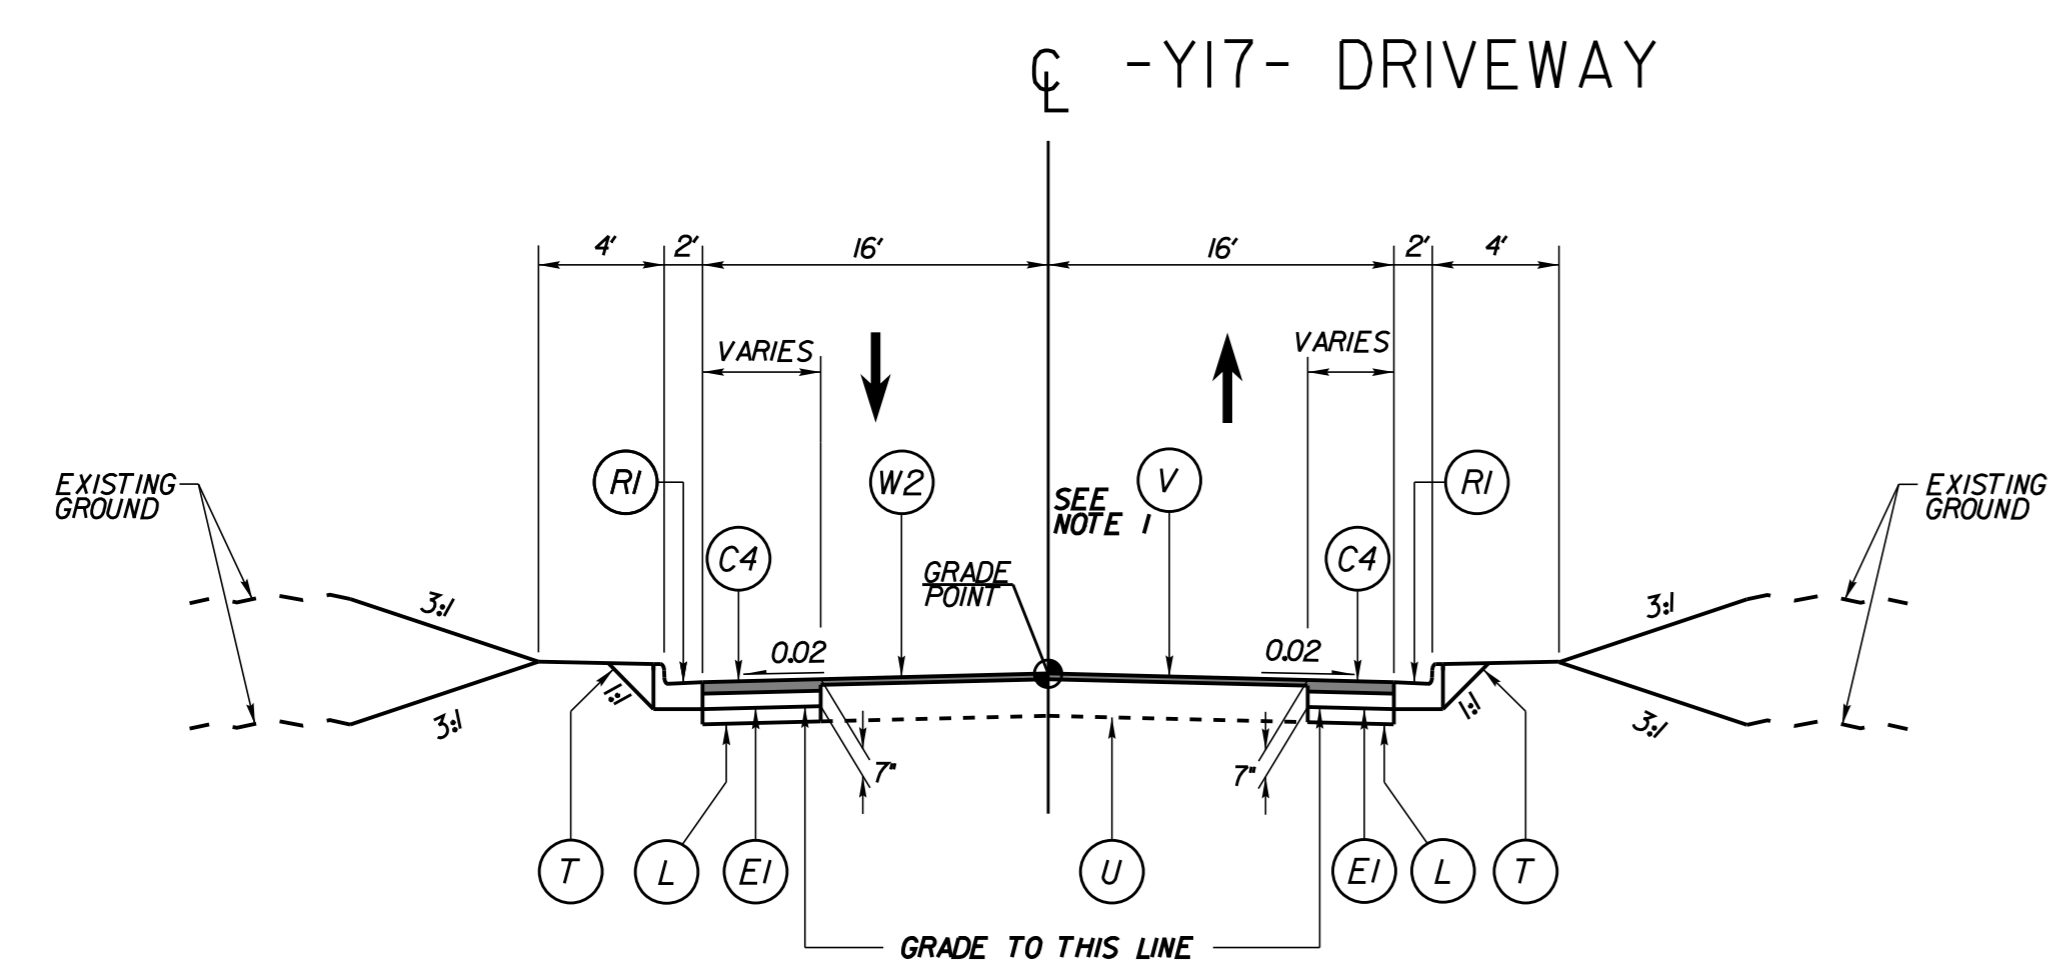 CL -Y17- DRIVEWAY
4' 2' 16' 16' 2' 4'
VARIES VARIES
R1 W2 V R1
EXISTING
GROUND
SEE
NOTE 1
EXISTING
GROUND
C4 C4
GRADE
POINT
3:1 3:1
0.02 0.02
1:1 1:1
3:1 3:1
7" 7"
T L E1 U E1 L T
GRADE TO THIS LINE